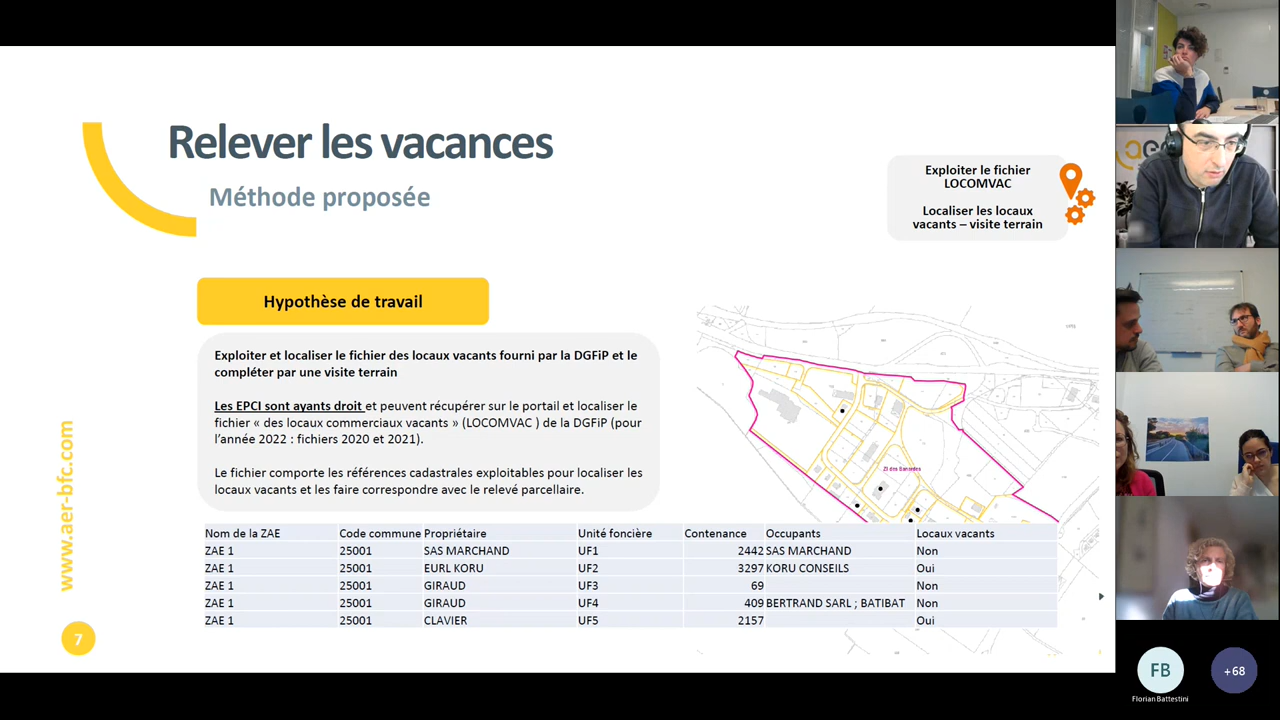 Relever les vacances
Méthode proposée
Exploiter le fichier
LOCOMVAC
Localiser les locaux
vacants – visite terrain
Hypothèse de travail
Exploiter et localiser le fichier des locaux vacants fourni par la DGFiP et le
compléter par une visite terrain
Les EPCI sont ayants droit et peuvent récupérer sur le portail et localiser le
fichier « des locaux commerciaux vacants » (LOCOMVAC ) de la DGFiP (pour
l’année 2022 : fichiers 2020 et 2021).
Le fichier comporte les références cadastrales exploitables pour localiser les
locaux vacants et les faire correspondre avec le relevé parcellaire.
Nom de la ZAE Code commune Propriétaire Unité foncière Contenance Occupants Locaux vacants
ZAE 1 25001 SAS MARCHAND UF1 2442 SAS MARCHAND Non
ZAE 1 25001 EURL KORU UF2 3297 KORU CONSEILS Oui
ZAE 1 25001 GIRAUD UF3 69 Non
ZAE 1 25001 GIRAUD UF4 409 BERTRAND SARL ; BATIBAT Non
ZAE 1 25001 CLAVIER UF5 2157 Oui
www.aer-bfc.com
7
FB
+68
Florian Battestini